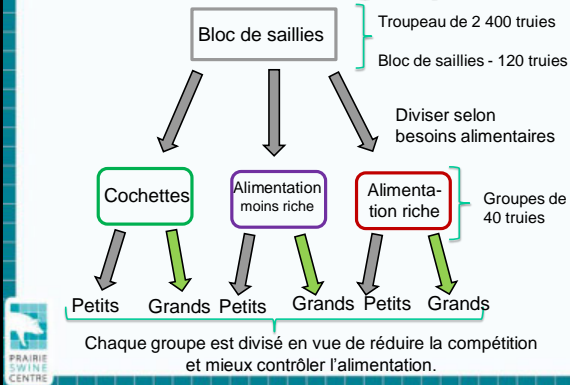 Bloc de saillies
Troupeau de 2 400 truies
Bloc de saillies - 120 truies
Diviser selon
besoins alimentaires
Cochettes
Alimentation
moins riche
Alimenta-
tion riche
Groupes de
40 truies
Petits Grands Petits Grands Petits Grands
Chaque groupe est divisé en vue de réduire la compétition
et mieux contrôler l'alimentation.
PRAIRIE
SWINE
CENTRE